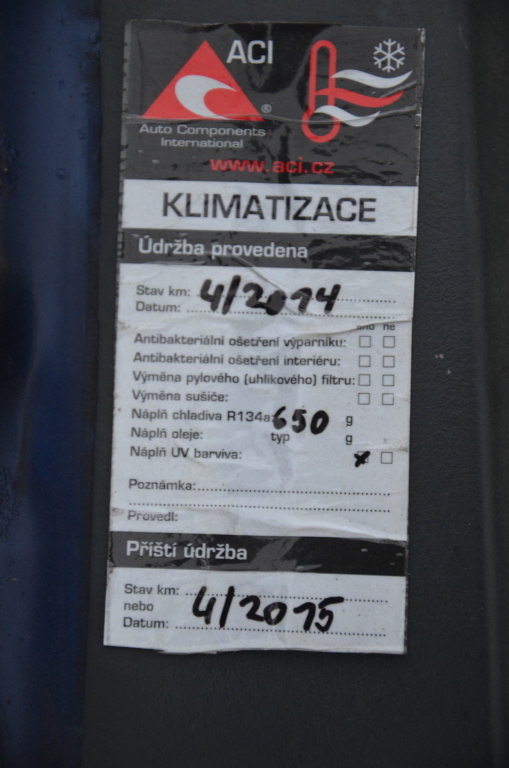 ACI
®
Auto Components
International
www.aci.cz
KLIMATIZACE
Údržba provedena
Stav km:
4/2014
Datum:
ano ne
Antibakteriální ošetření výparníku:
Antibakteriální ošetření interiéru:
Výměna pylového (uhlíkového) filtru:
Výměna sušiče:
Náplň chladiva R134a: 650 g
Náplň oleje: typ g
Náplň UV barviva: x
Poznámka:
Provedl:
Příští údržba
Stav km:
nebo 4/2015
Datum: